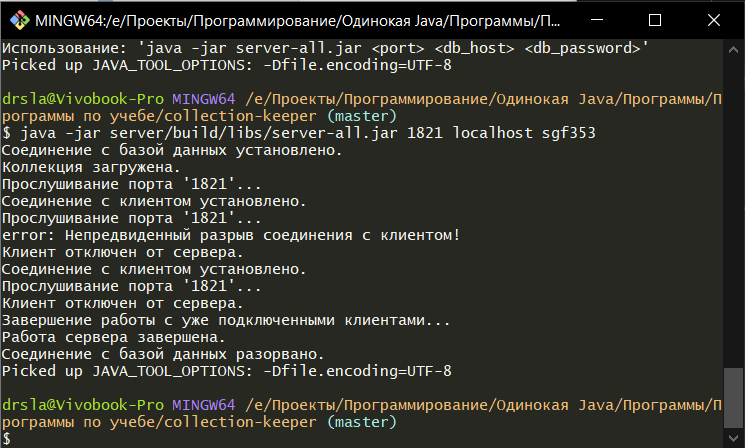 MINGW64:/e/Проекты/Программирование/Одинокая Java/Программы/П...
Использование: 'java -jar server-all.jar <port> <db_host> <db_password>'
Picked up JAVA_TOOL_OPTIONS: -Dfile.encoding=UTF-8
drsla@Vivobook-Pro MINGW64 /e/Проекты/Программирование/Одинокая Java/Программы/П
рограммы по учебе/collection-keeper (master)
$ java -jar server/build/libs/server-all.jar 1821 localhost sgf353
Соединение с базой данных установлено.
Коллекция загружена.
Прослушивание порта '1821'...
Соединение с клиентом установлено.
Прослушивание порта '1821'...
error: Непредвиденный разрыв соединения с клиентом!
Клиент отключен от сервера.
Соединение с клиентом установлено.
Прослушивание порта '1821'...
Клиент отключен от сервера.
Завершение работы с уже подключенными клиентами...
Работа сервера завершена.
Соединение с базой данных разорвано.
Picked up JAVA_TOOL_OPTIONS: -Dfile.encoding=UTF-8
drsla@Vivobook-Pro MINGW64 /e/Проекты/Программирование/Одинокая Java/Программы/П
рограммы по учебе/collection-keeper (master)
$